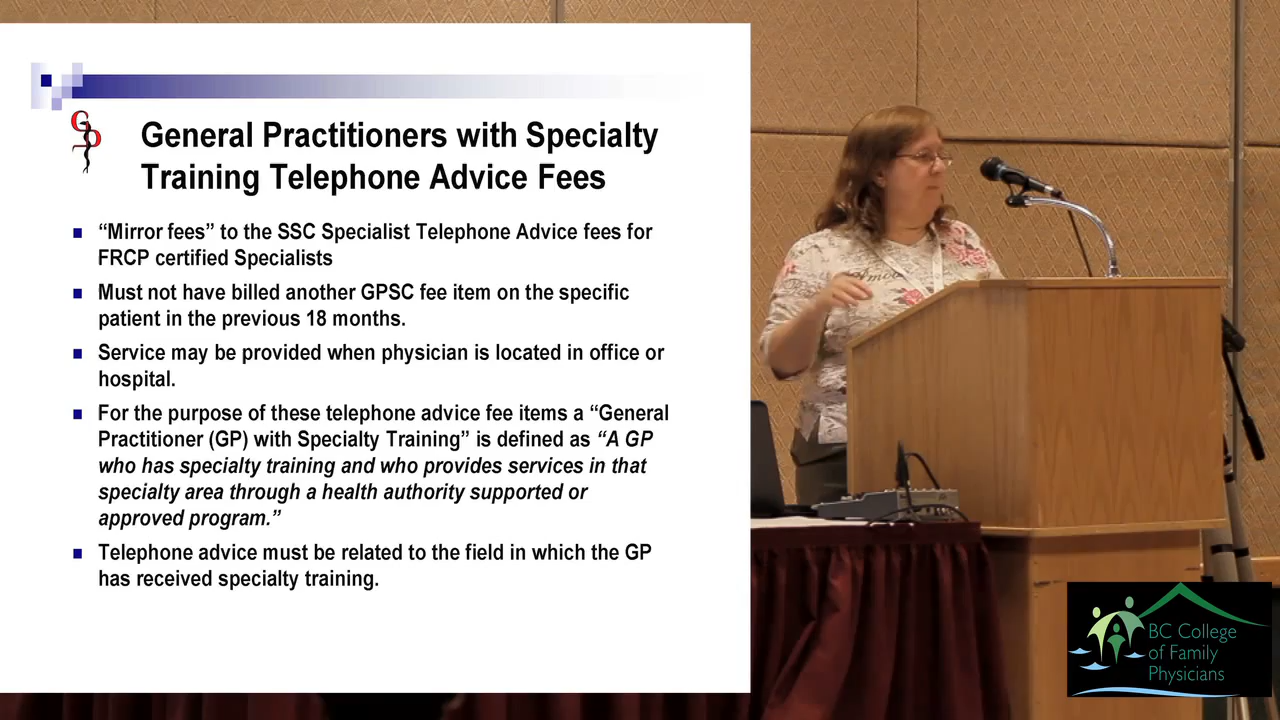 General Practitioners with Specialty
Training Telephone Advice Fees
“Mirror fees” to the SSC Specialist Telephone Advice fees for
FRCP certified Specialists
Must not have billed another GPSC fee item on the specific
patient in the previous 18 months.
Service may be provided when physician is located in office or
hospital.
For the purpose of these telephone advice fee items a “General
Practitioner (GP) with Specialty Training” is defined as “A GP
who has specialty training and who provides services in that
specialty area through a health authority supported or
approved program.”
Telephone advice must be related to the field in which the GP
has received specialty training.
BC College
of Family
Physicians